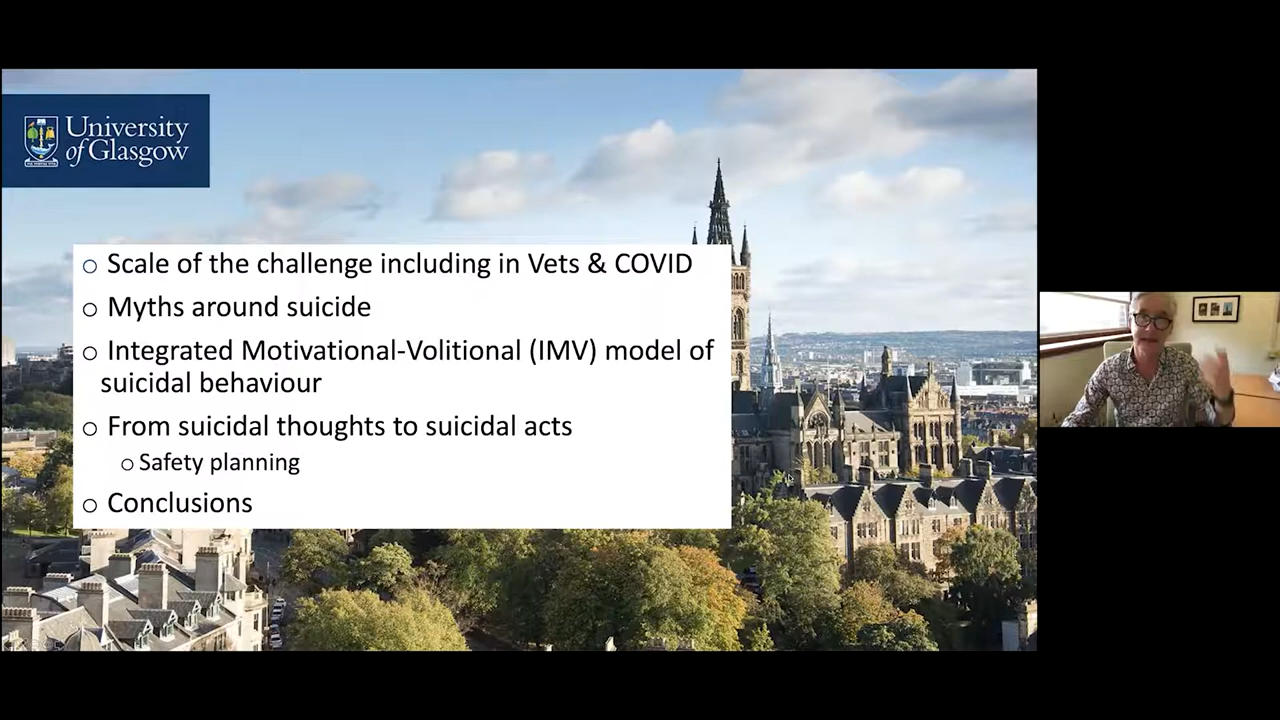 University
of Glasgow
○ Scale of the challenge including in Vets & COVID
○ Myths around suicide
○ Integrated Motivational-Volitional (IMV) model of
suicidal behaviour
○ From suicidal thoughts to suicidal acts
○ Safety planning
○ Conclusions